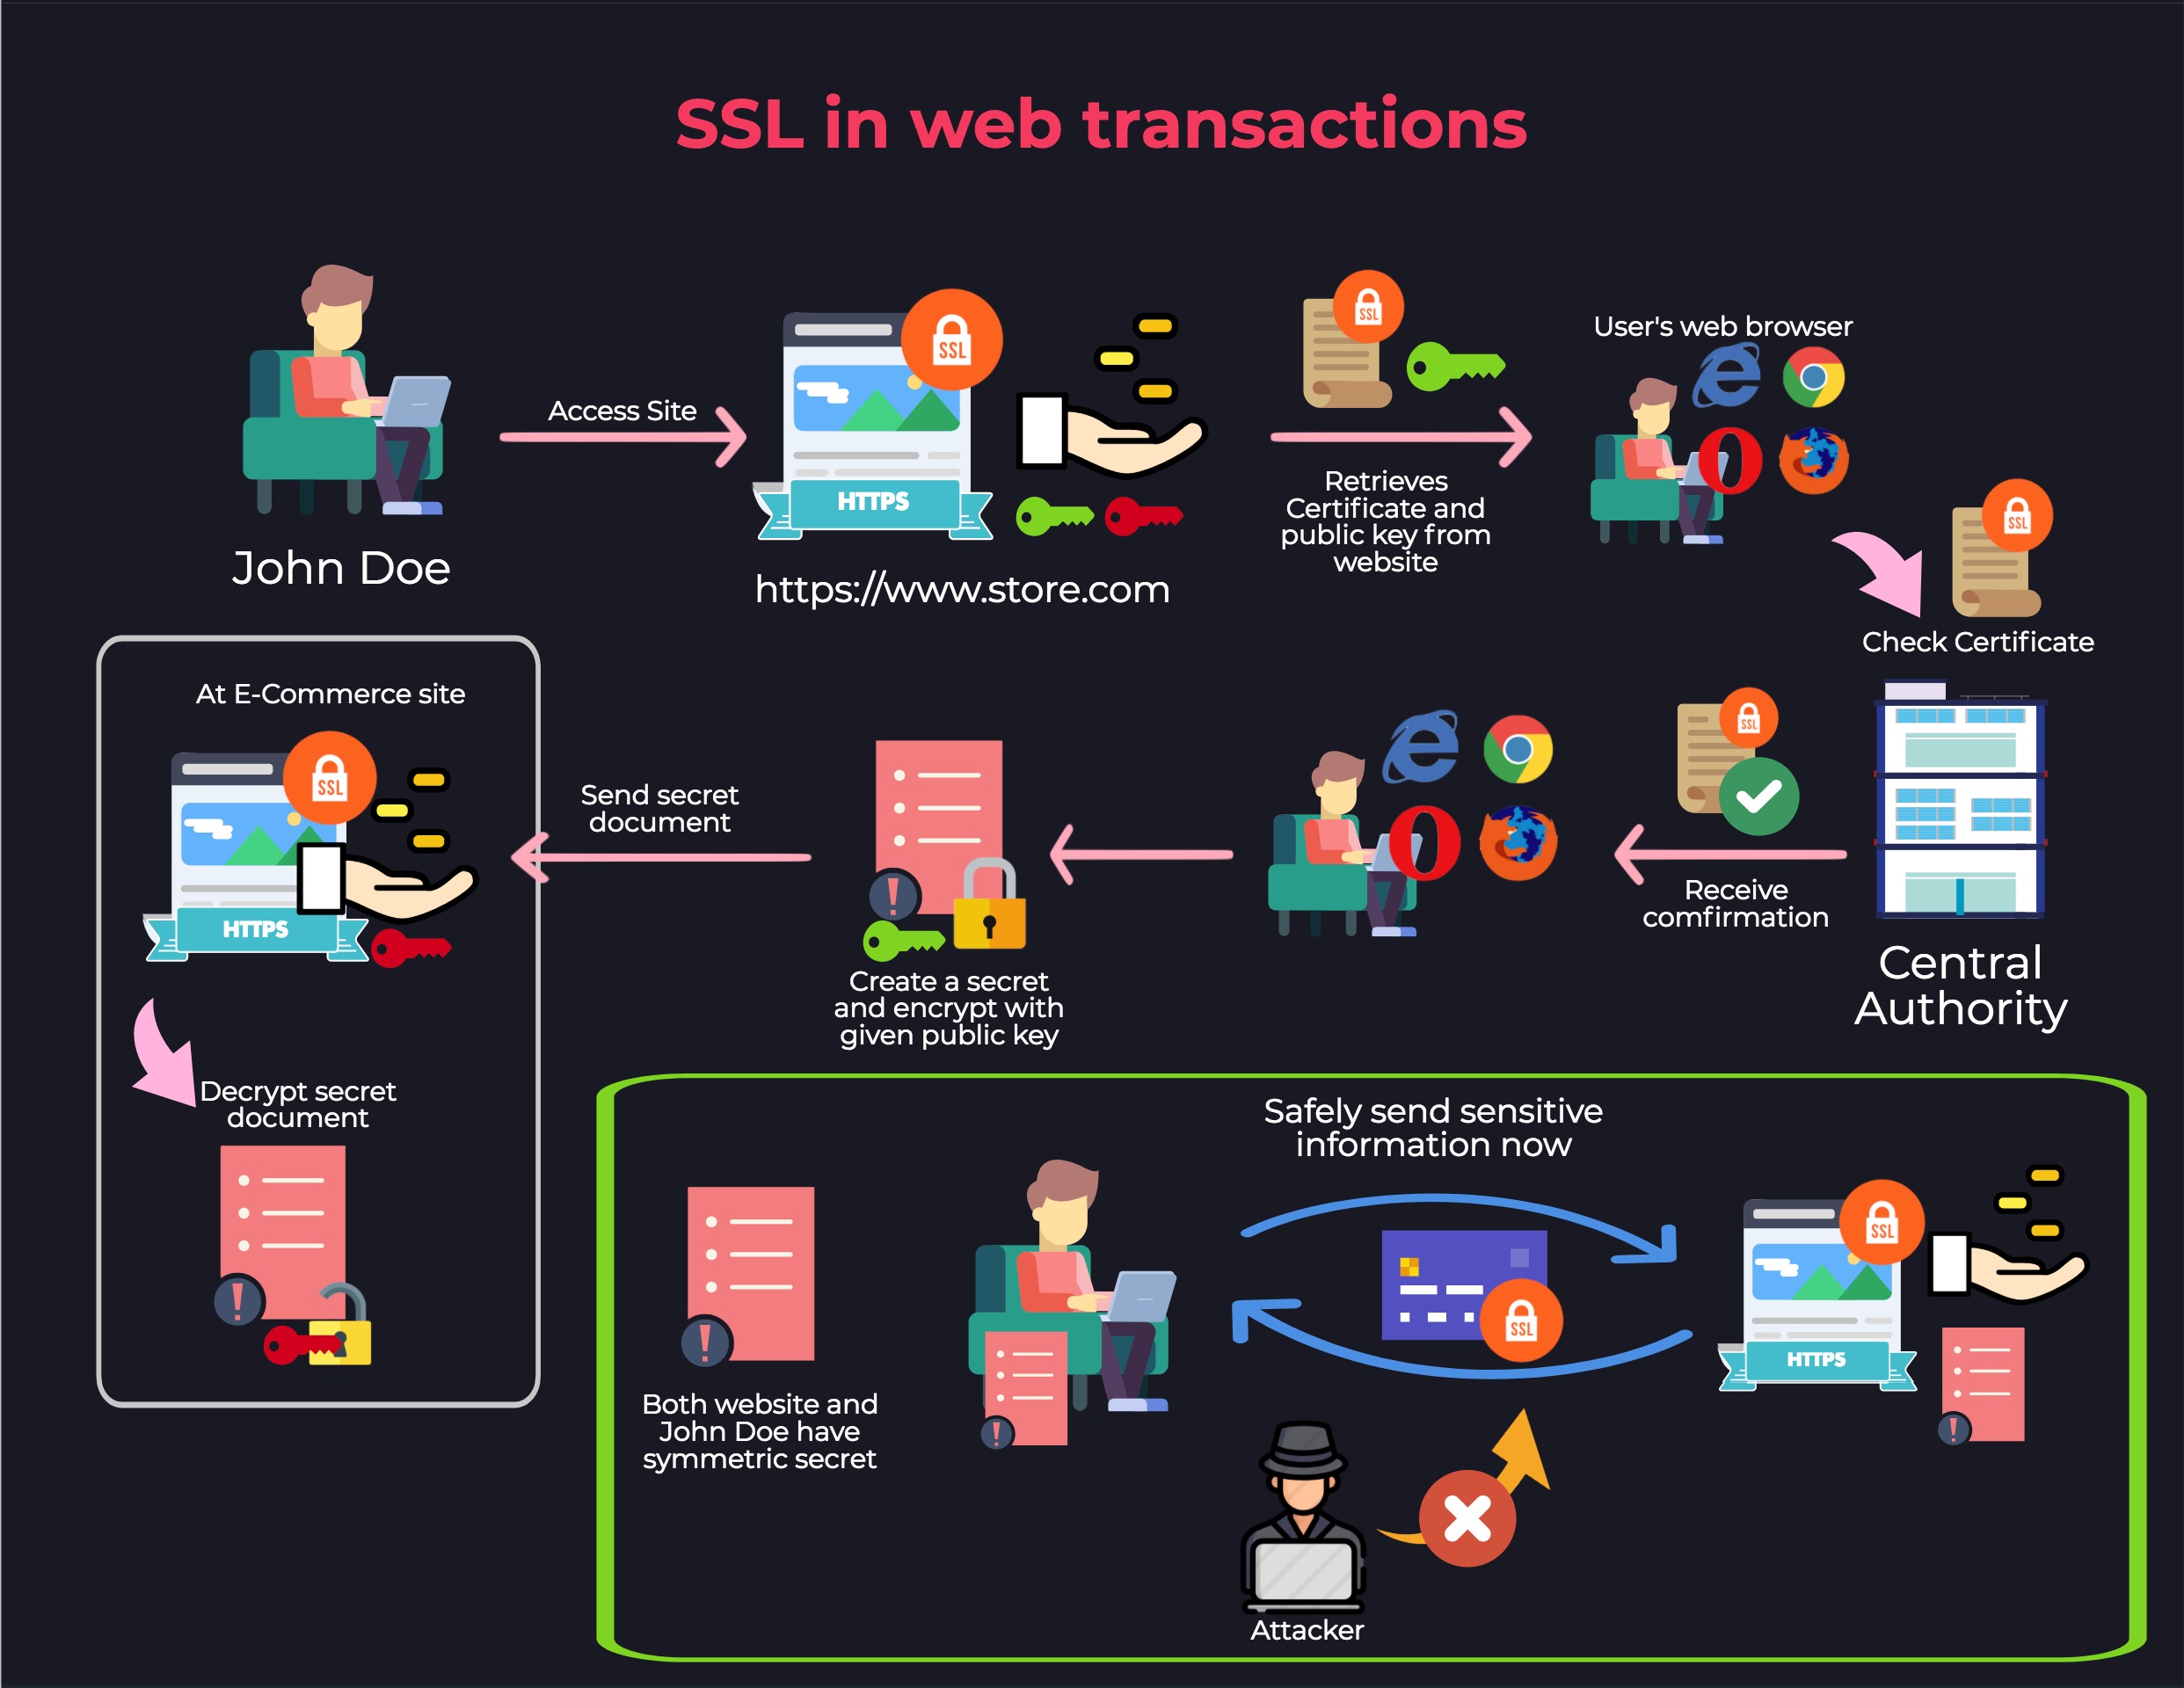 SSL in web transactions
SSL
Access Site
HTTPS
John Doe
https://www.store.com
SSL
Retrieves
Certificate and
public key from
website
User's web browser
SSL
Check Certificate
SSL
Receive
comfirmation
Central
Authority
Create a secret
and encrypt with
given public key
Send secret
document
At E-Commerce site
SSL
HTTPS
Decrypt secret
document
Safely send sensitive
information now
Both website and
John Doe have
symmetric secret
SSL
SSL
HTTPS
Attacker